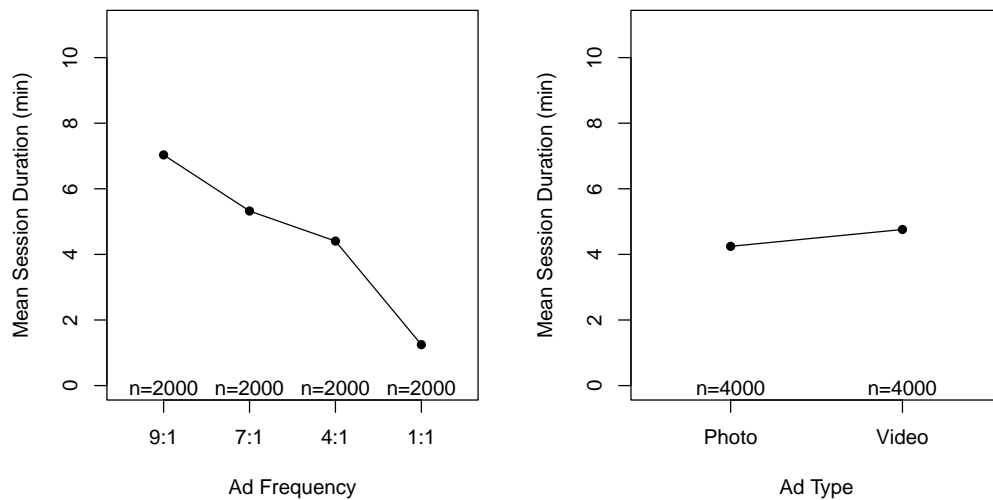 Mean Session Duration (min)
10
8
6
4
2
0
n=2000 n=2000 n=2000 n=2000
9:1 7:1 4:1 1:1
Ad Frequency
Mean Session Duration (min)
10
8
6
4
2
0
n=4000 n=4000
Photo Video
Ad Type